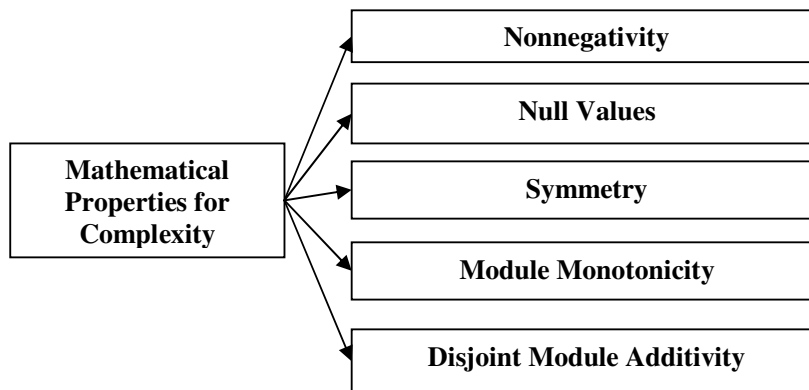 Nonnegativity
Null Values
Mathematical
Properties for
Complexity
Symmetry
Module Monotonicity
Disjoint Module Additivity